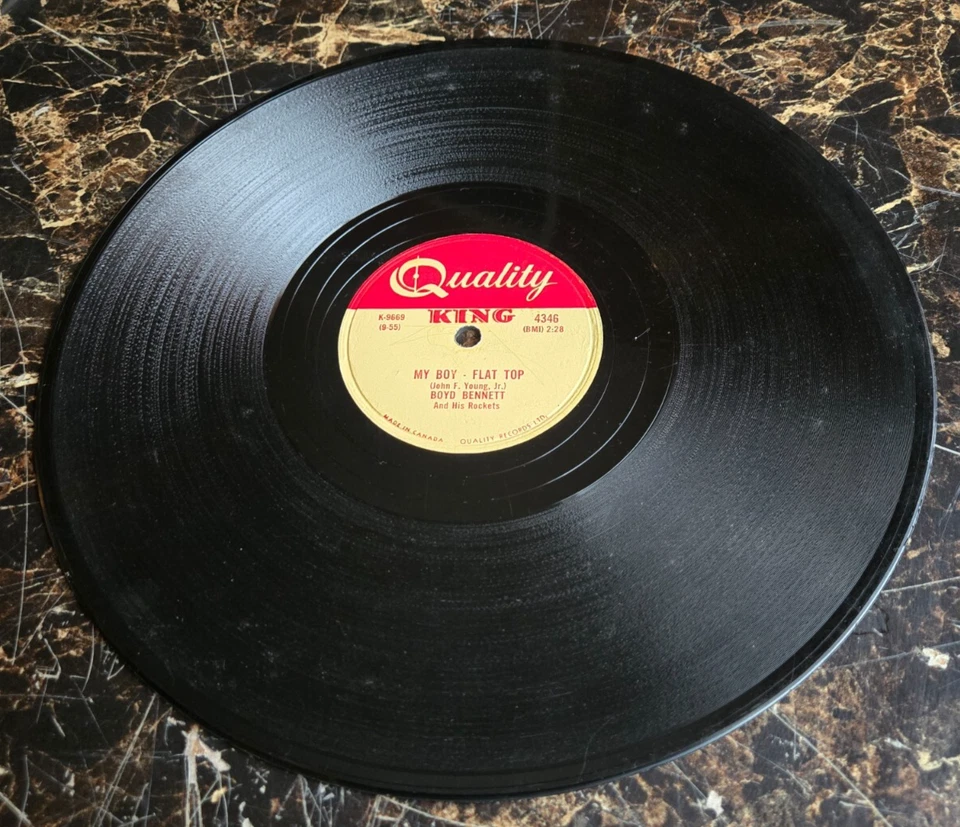 Quality
K-9669 KING 4346
(9-55) (BMI) 2:28
MY BOY - FLAT TOP
(John F. Young, Jr.)
BOYD BENNETT
And His Rockets
MADE IN CANADA QUALITY RECORDS LTD.